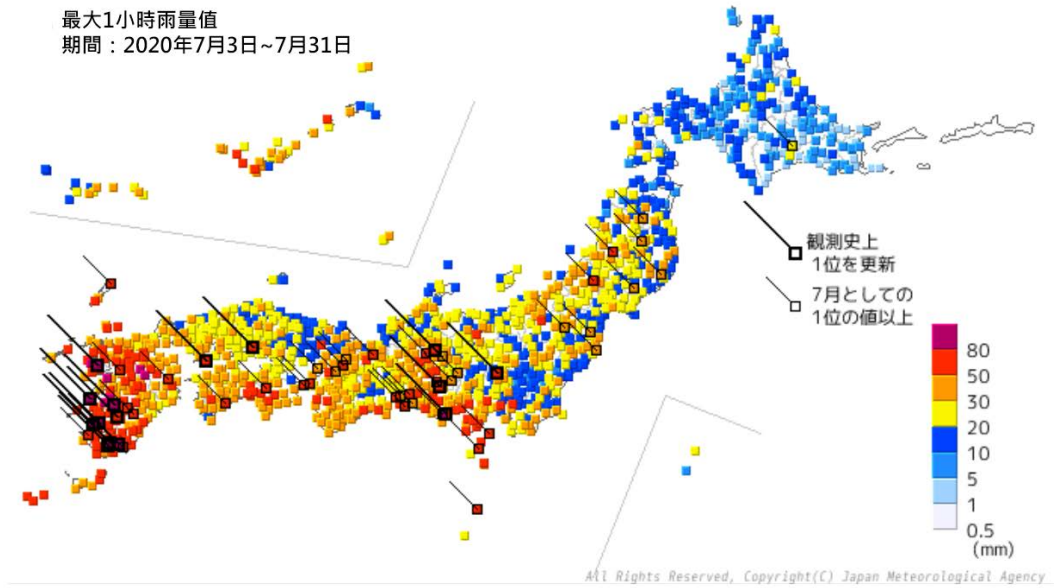 最大1小時雨量值
期間：2020年7月3日~7月31日
観測史上
1位を更新
7月としての
1位の値以上
80
50
30
20
10
5
1
0.5
(mm)
All Rights Reserved, Copyright(C) Japan Meteorological Agency